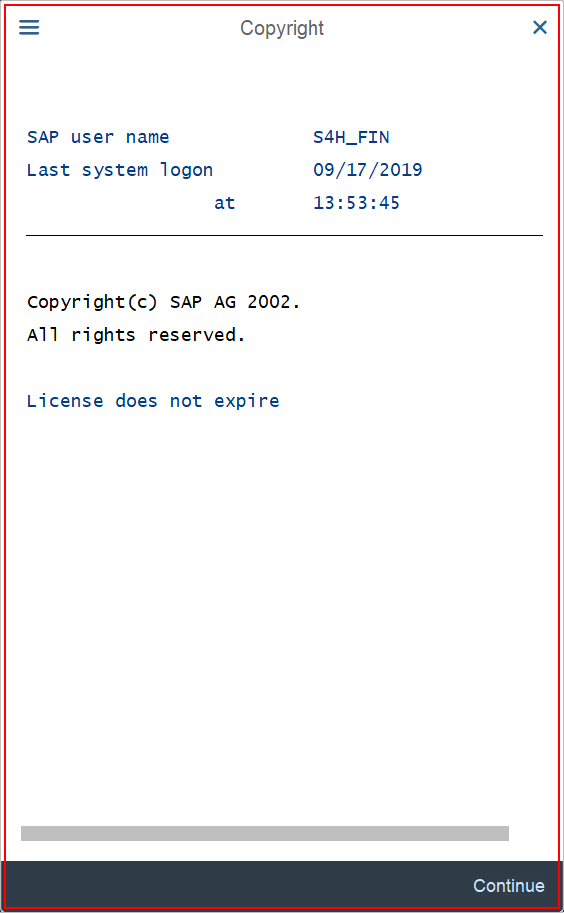 Copyright
SAP user name S4H_FIN
Last system logon 09/17/2019
at 13:53:45
Copyright(c) SAP AG 2002.
All rights reserved.
License does not expire
Continue